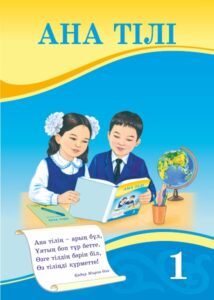 АНА ТІЛІ
Ана тілің – арың бұл,
Ұятың боп тұр бетте.
Өзге тілдің бәрін біл,
Өз тіліңді құрметте!
Қадыр Мырза Әли
1